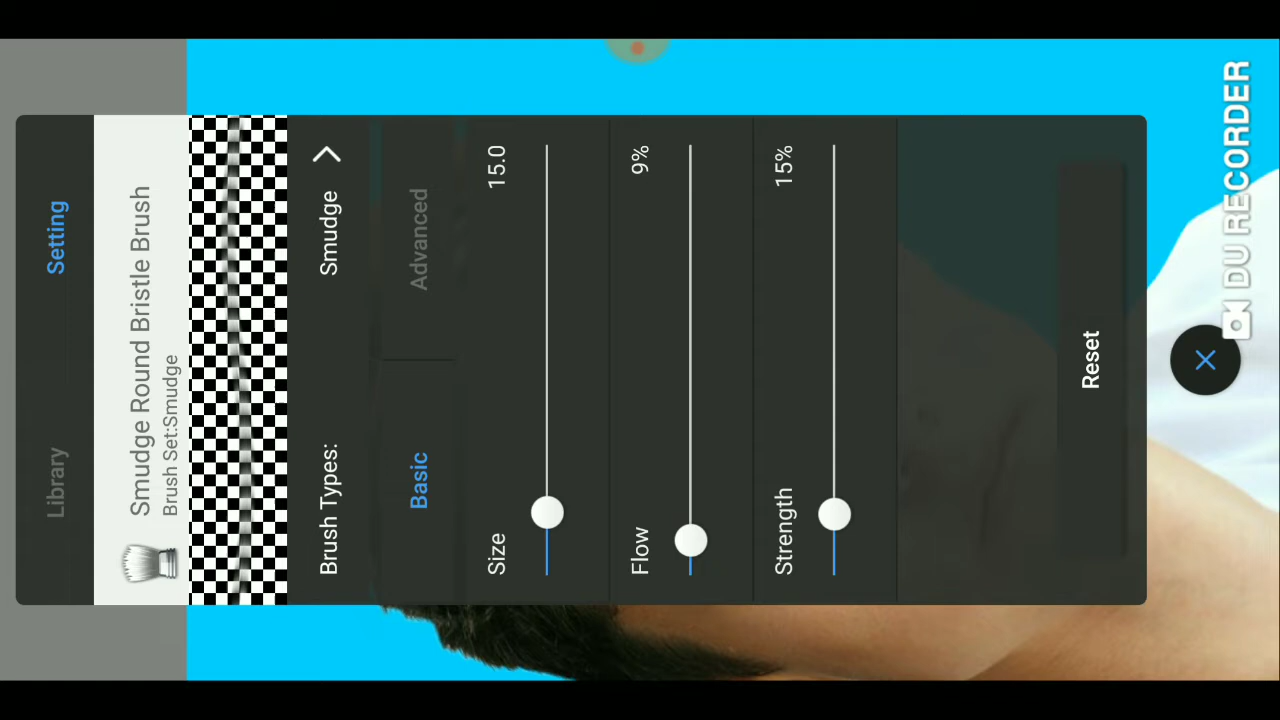 Library Setting
Smudge Round Bristle Brush
Brush Set:Smudge
Brush Types: Smudge
Basic Advanced
Size 15.0
Flow 9%
Strength 15%
Reset
DU RECORDER